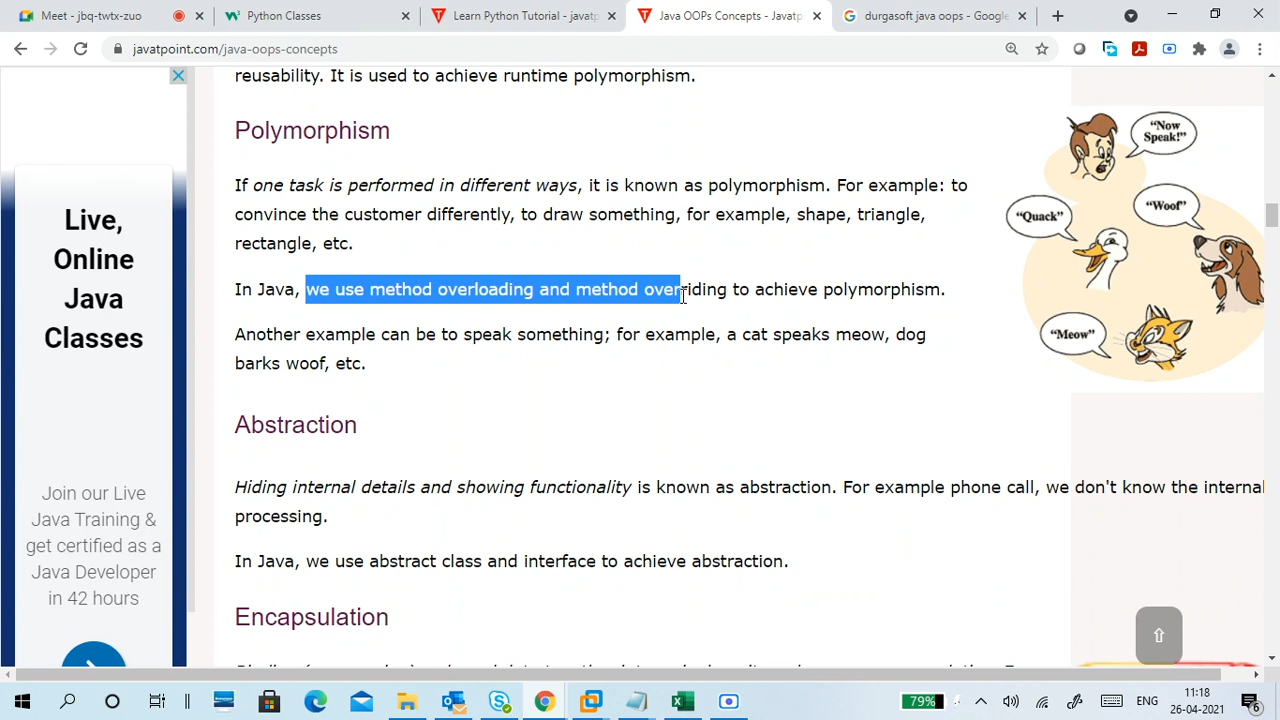 Meet - jbq-twtx-zuo
Python Classes
Learn Python Tutorial - javatp
Java OOPs Concepts - Javatpoint
durgasoft java oops - Google
javatpoint.com/java-oops-concepts
reusability. It is used to achieve runtime polymorphism.
Polymorphism
If one task is performed in different ways, it is known as polymorphism. For example: to
convince the customer differently, to draw something, for example, shape, triangle,
rectangle, etc.
In Java, we use method overloading and method overriding to achieve polymorphism.
Another example can be to speak something; for example, a cat speaks meow, dog
barks woof, etc.
"Now
Speak!"
"Quack"
"Woof"
"Meow"
Abstraction
Hiding internal details and showing functionality is known as abstraction. For example phone call, we don't know the internal
processing.
In Java, we use abstract class and interface to achieve abstraction.
Encapsulation
Live,
Online
Java
Classes
Join our Live
Java Training &
get certified as a
Java Developer
in 42 hours
79%
ENG
11:18
26-04-2021
6